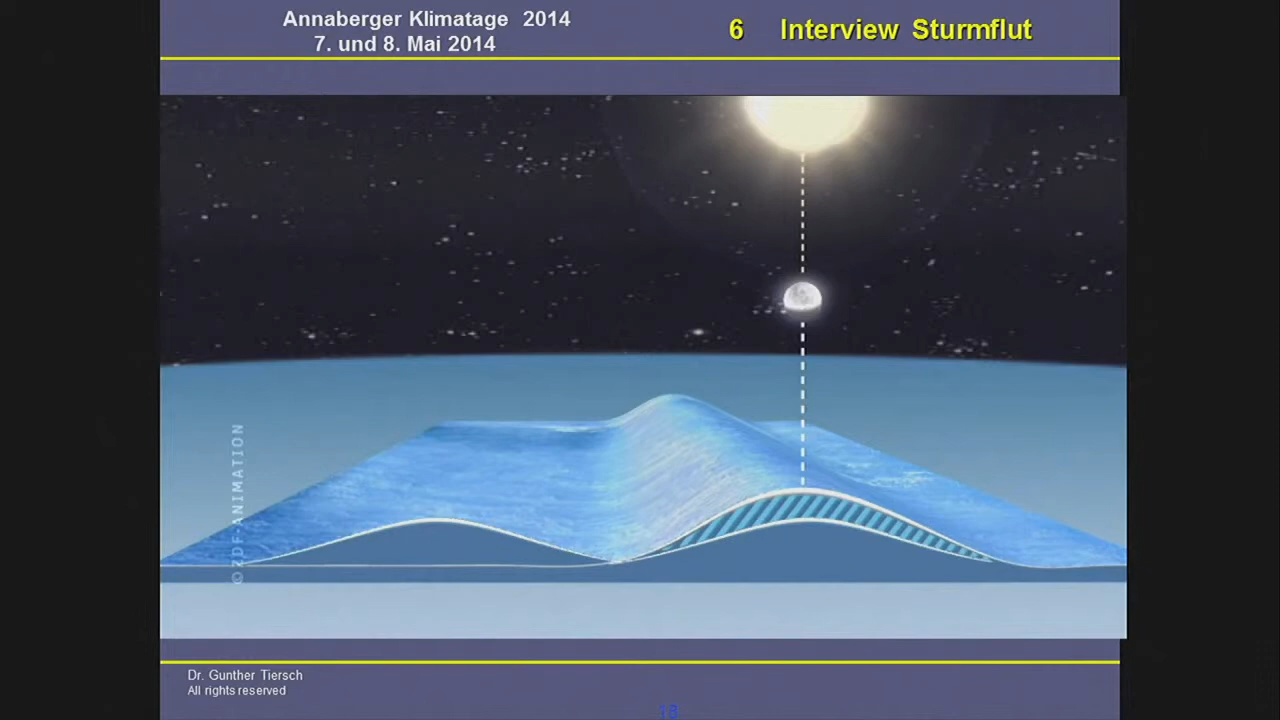 Annaberger Klimatage 2014
7. und 8. Mai 2014
6 Interview Sturmflut
©ZDF-ANIMATION
Dr. Gunther Tiersch
All rights reserved
18